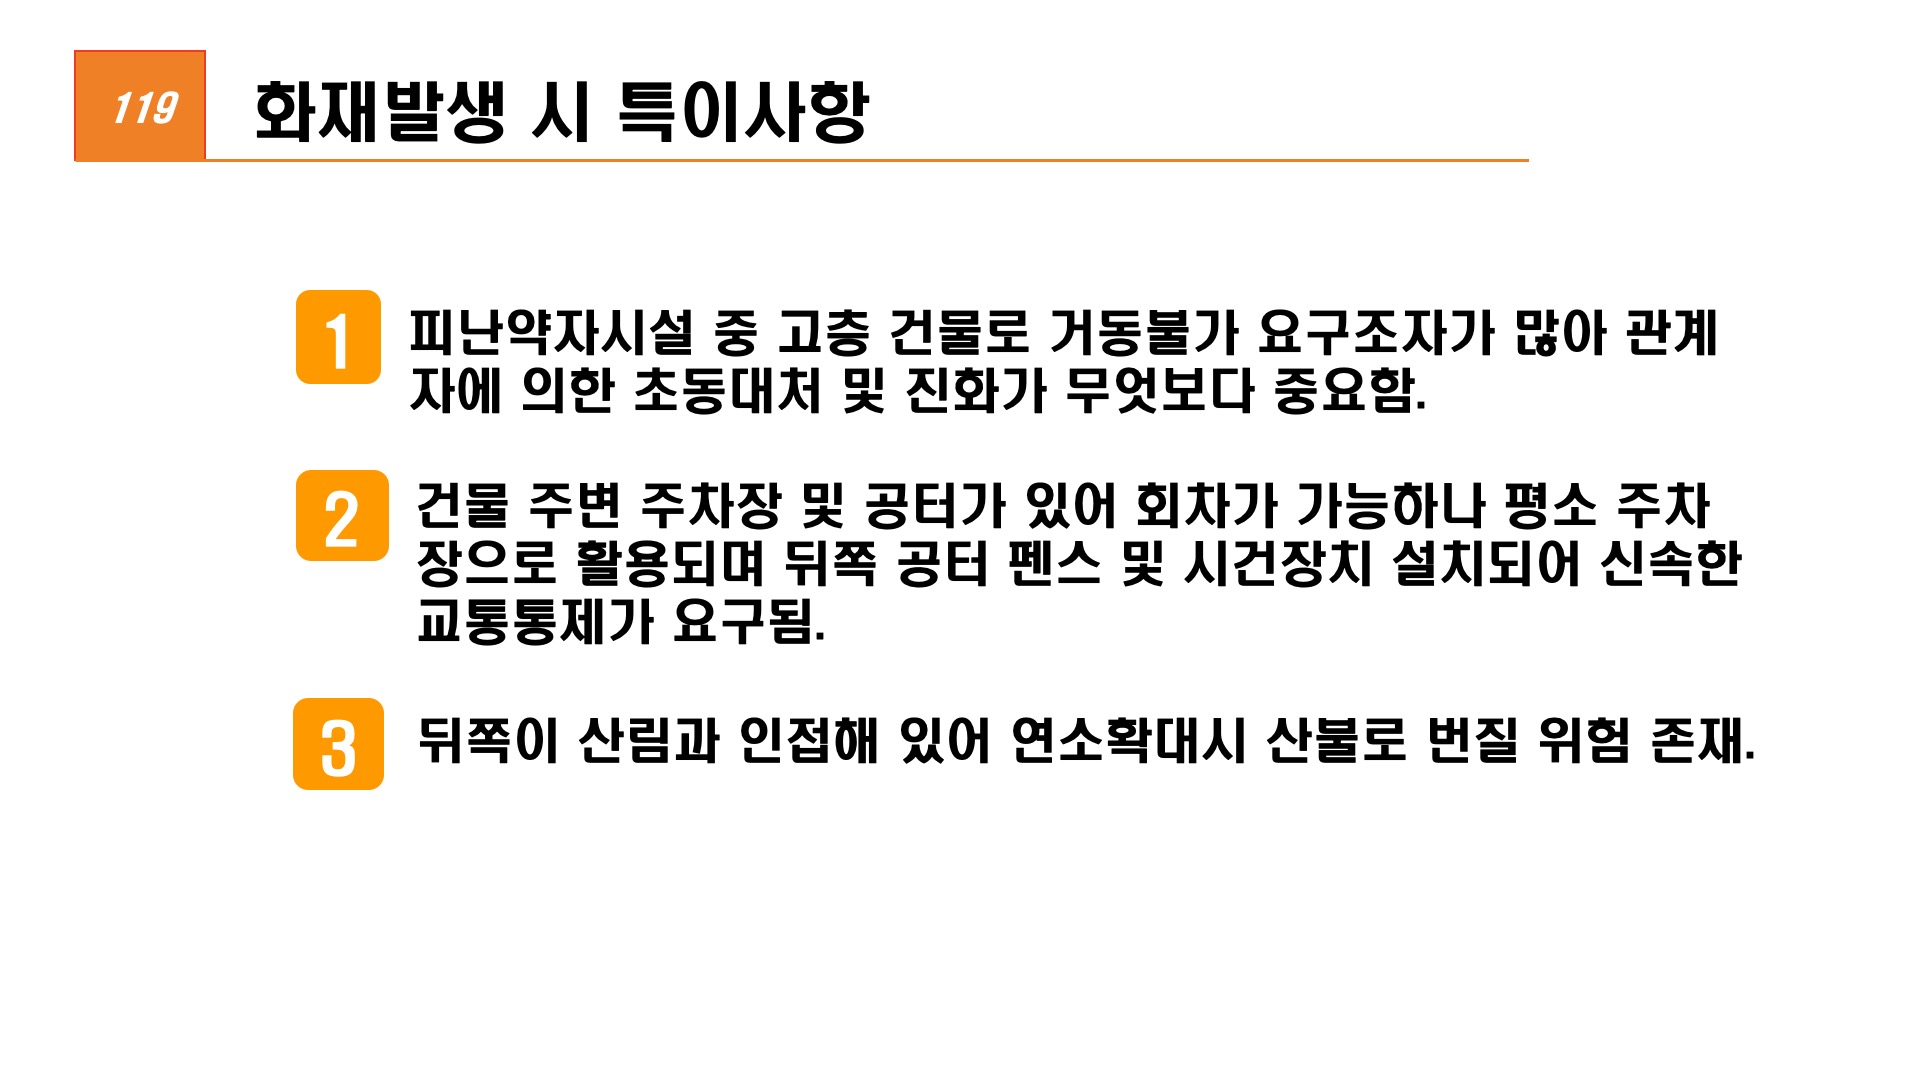 119
화재발생 시 특이사항
1
피난약자시설 중 고층 건물로 거동불가 요구조자가 많아 관계
자에 의한 초동대처 및 진화가 무엇보다 중요함.
2
건물 주변 주차장 및 공터가 있어 회차가 가능하나 평소 주차
장으로 활용되며 뒤쪽 공터 펜스 및 시건장치 설치되어 신속한
교통통제가 요구됨.
3
뒤쪽이 산림과 인접해 있어 연소확대시 산불로 번질 위험 존재.